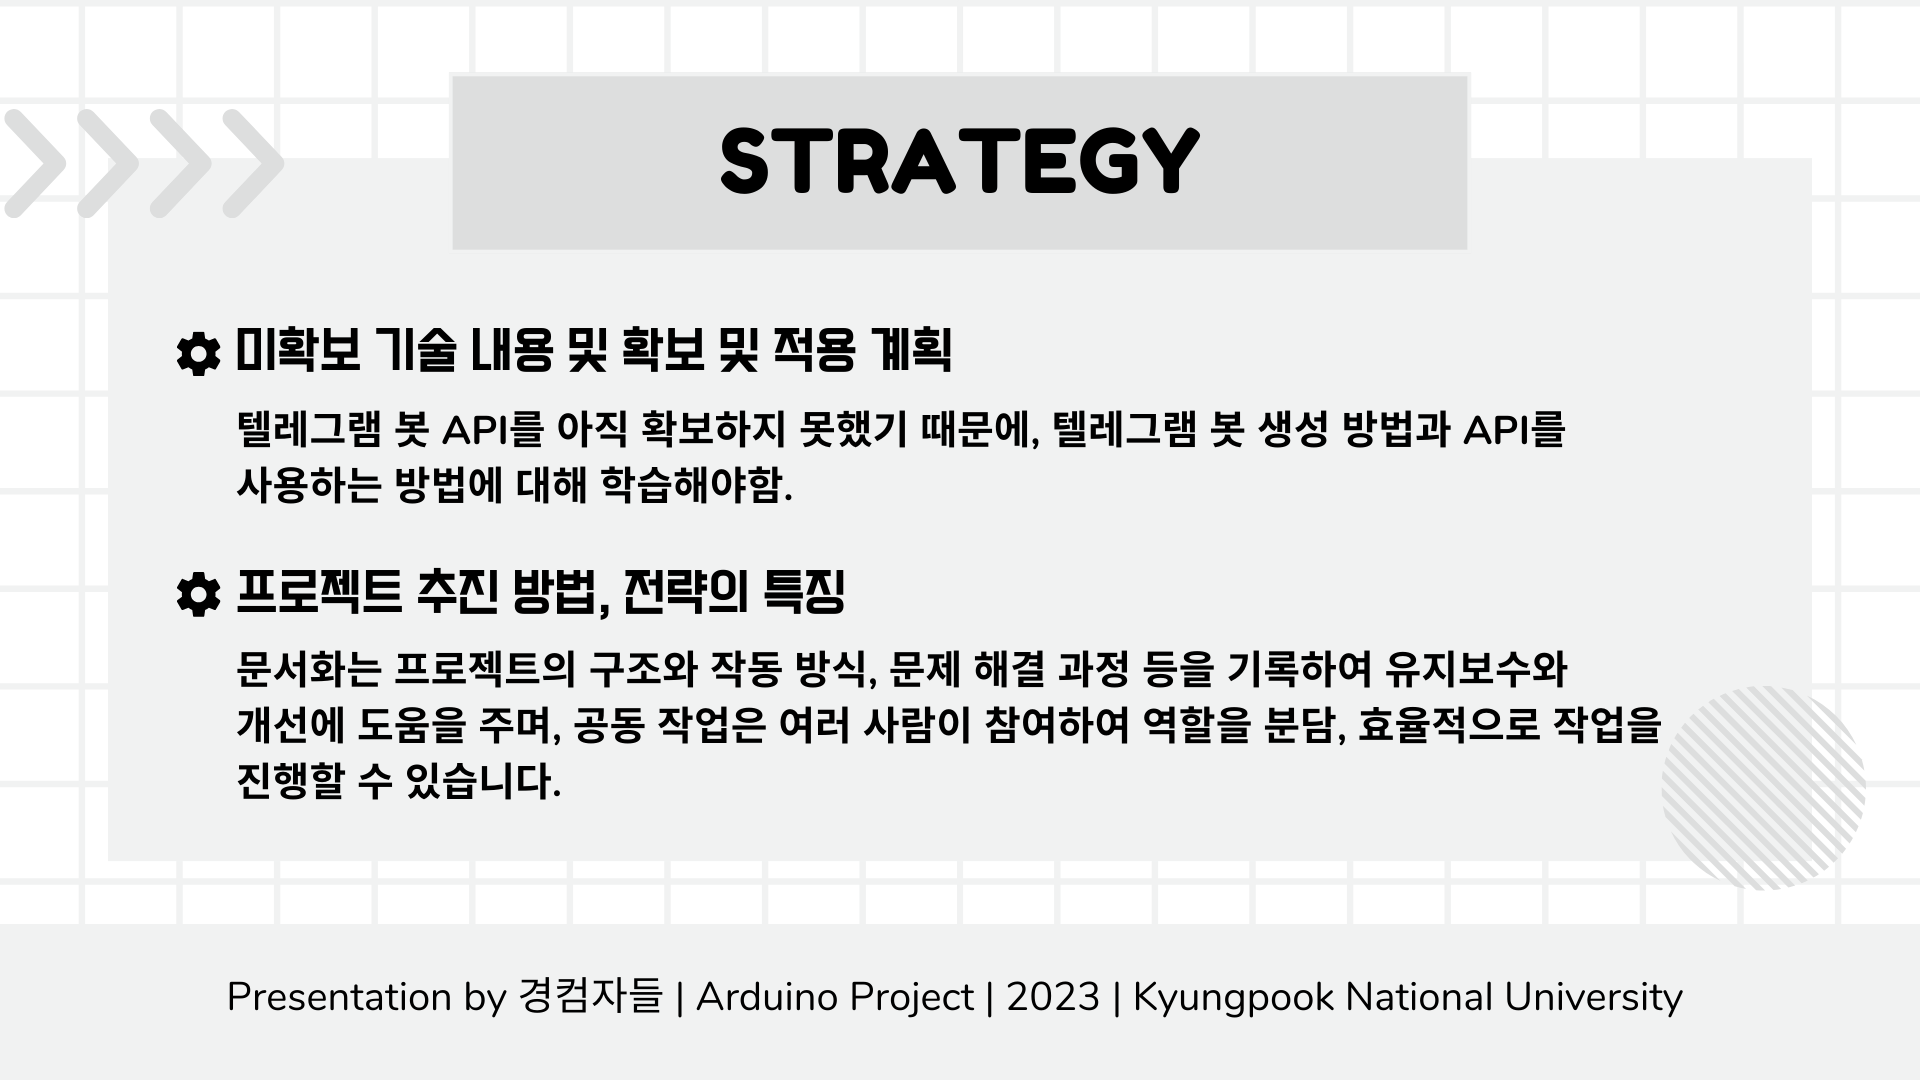 STRATEGY
미확보 기술 내용 및 확보 및 적용 계획
텔레그램 봇 API를 아직 확보하지 못했기 때문에, 텔레그램 봇 생성 방법과 API를
사용하는 방법에 대해 학습해야함.
프로젝트 추진 방법, 전략의 특징
문서화는 프로젝트의 구조와 작동 방식, 문제 해결 과정 등을 기록하여 유지보수와
개선에 도움을 주며, 공동 작업은 여러 사람이 참여하여 역할을 분담, 효율적으로 작업을
진행할 수 있습니다.
Presentation by 경컴자들 | Arduino Project | 2023 | Kyungpook National University